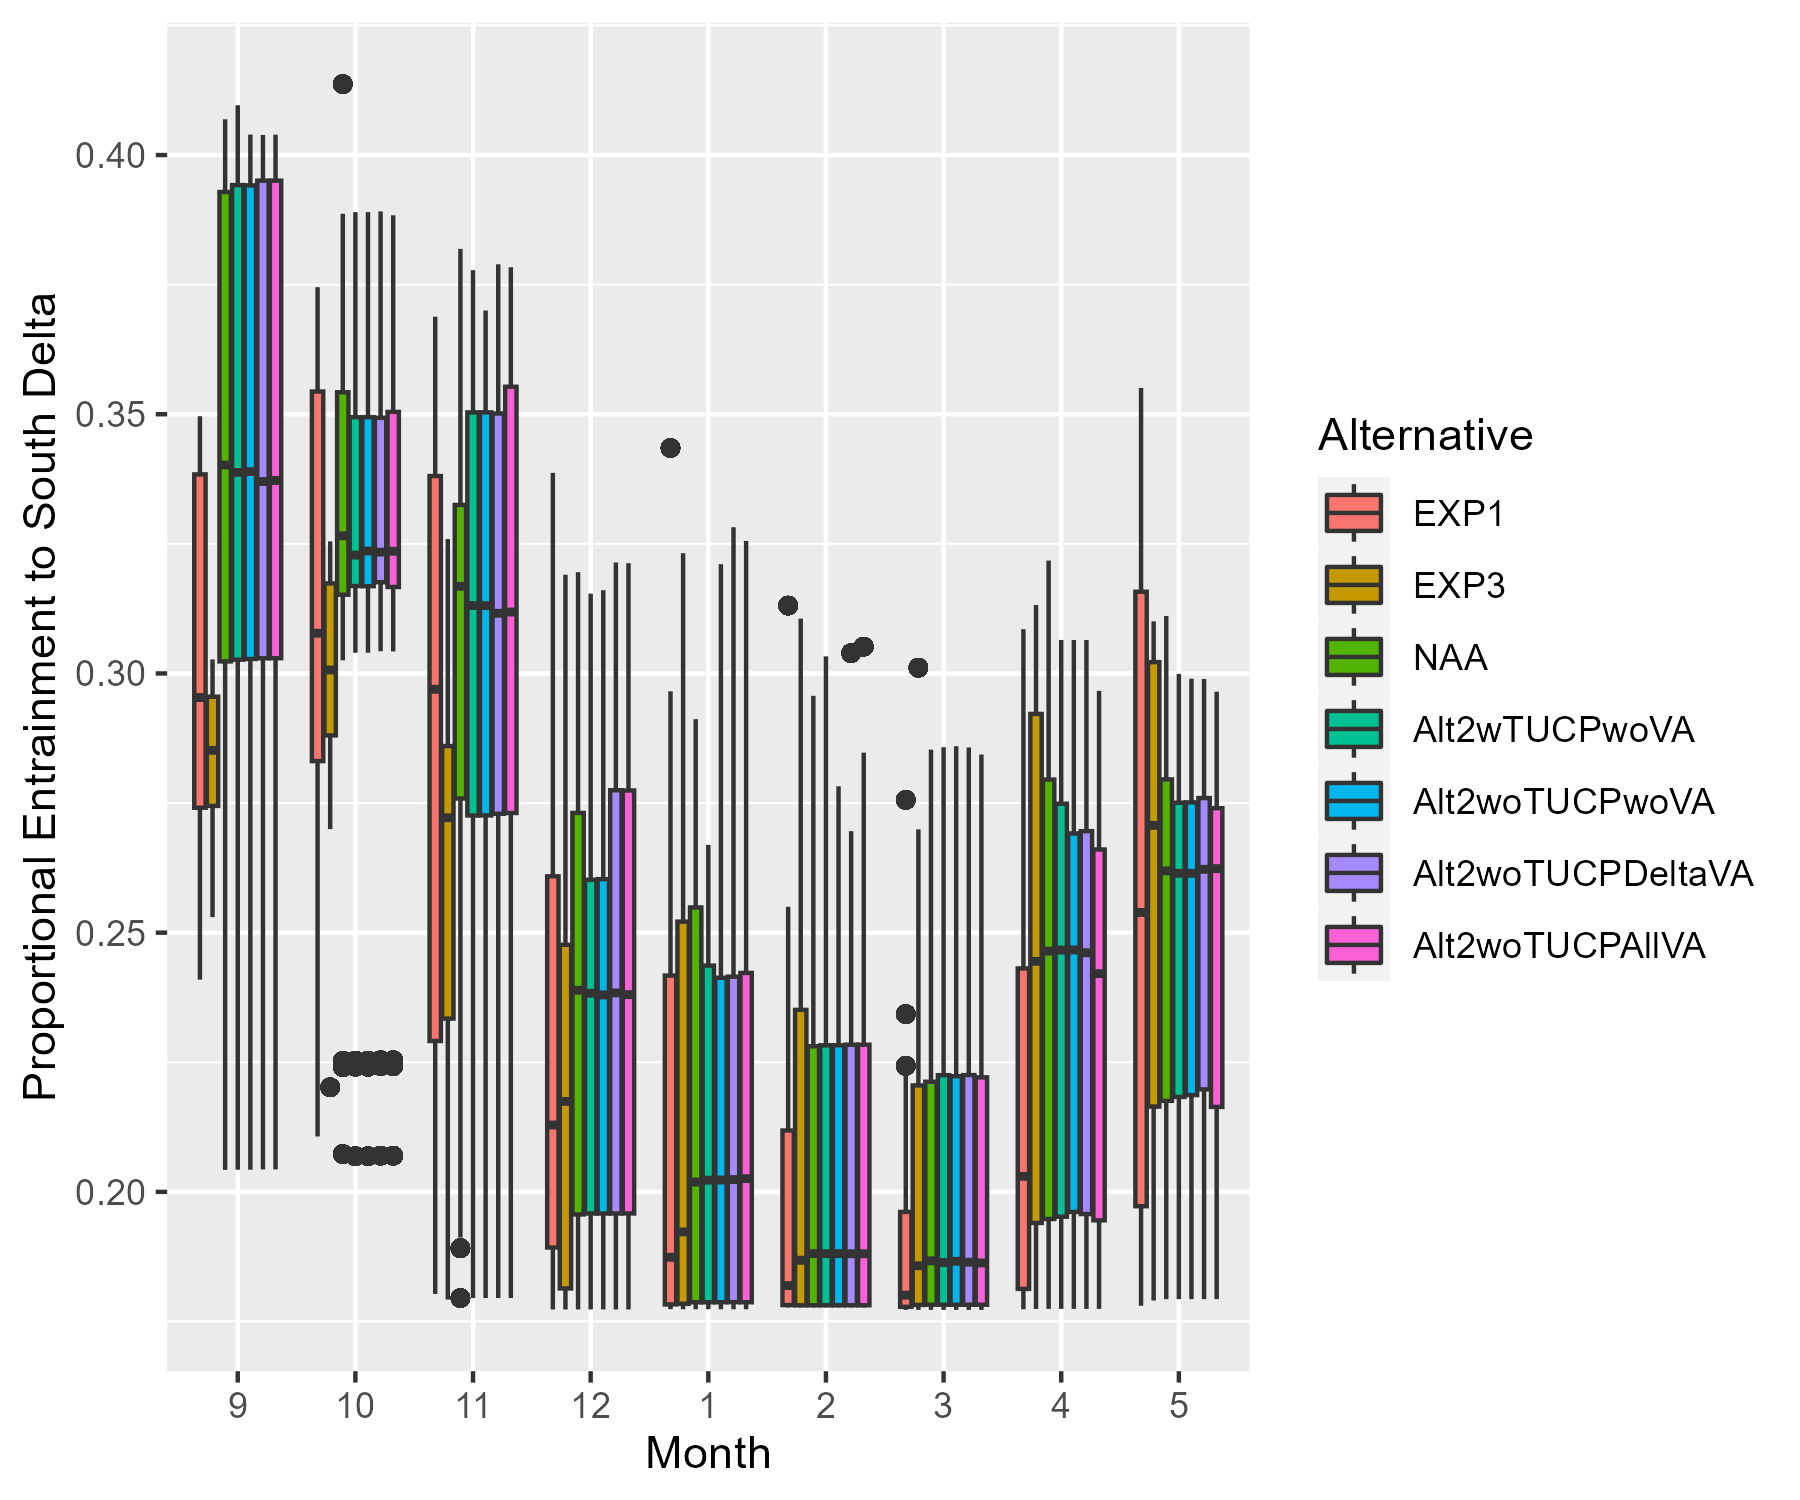 Proportional Entrainment to South Delta
0.40
0.35
0.30
0.25
0.20
9 10 11 12 1 2 3 4 5
Month
Alternative
EXP1
EXP3
NAA
Alt2wTUCPwoVA
Alt2woTUCPwoVA
Alt2woTUCPDeltaVA
Alt2woTUCPAllVA